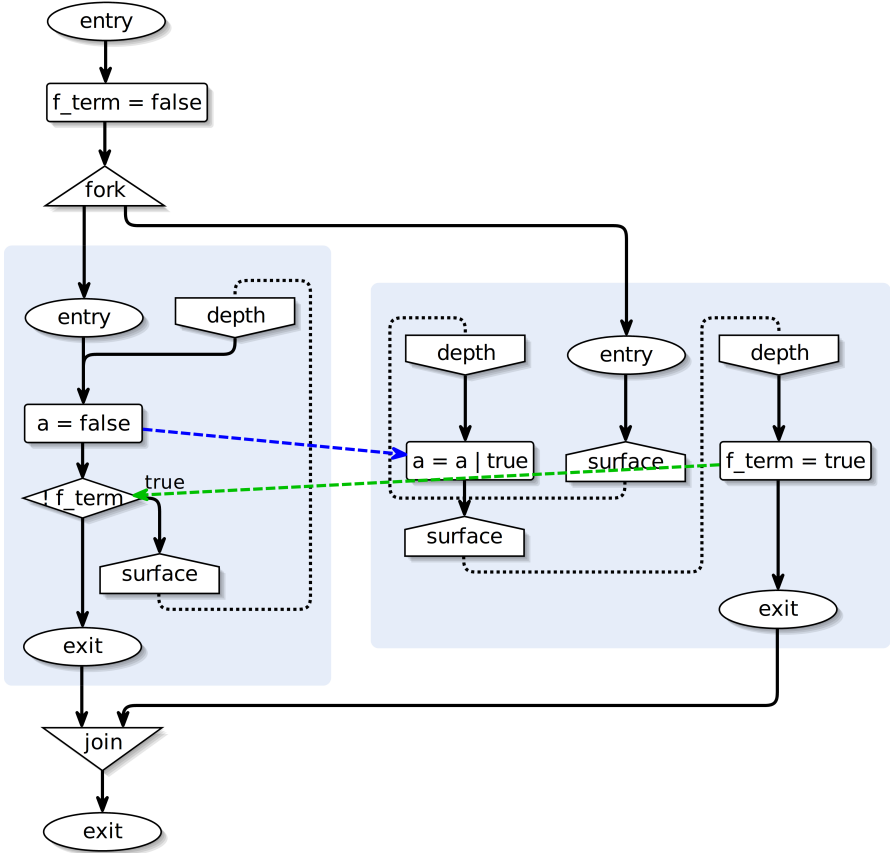 entry
f_term = false
fork
entry
depth
a = false
! f_term
true
surface
exit
depth
entry
depth
a = a | true
surface
f_term = true
surface
exit
join
exit